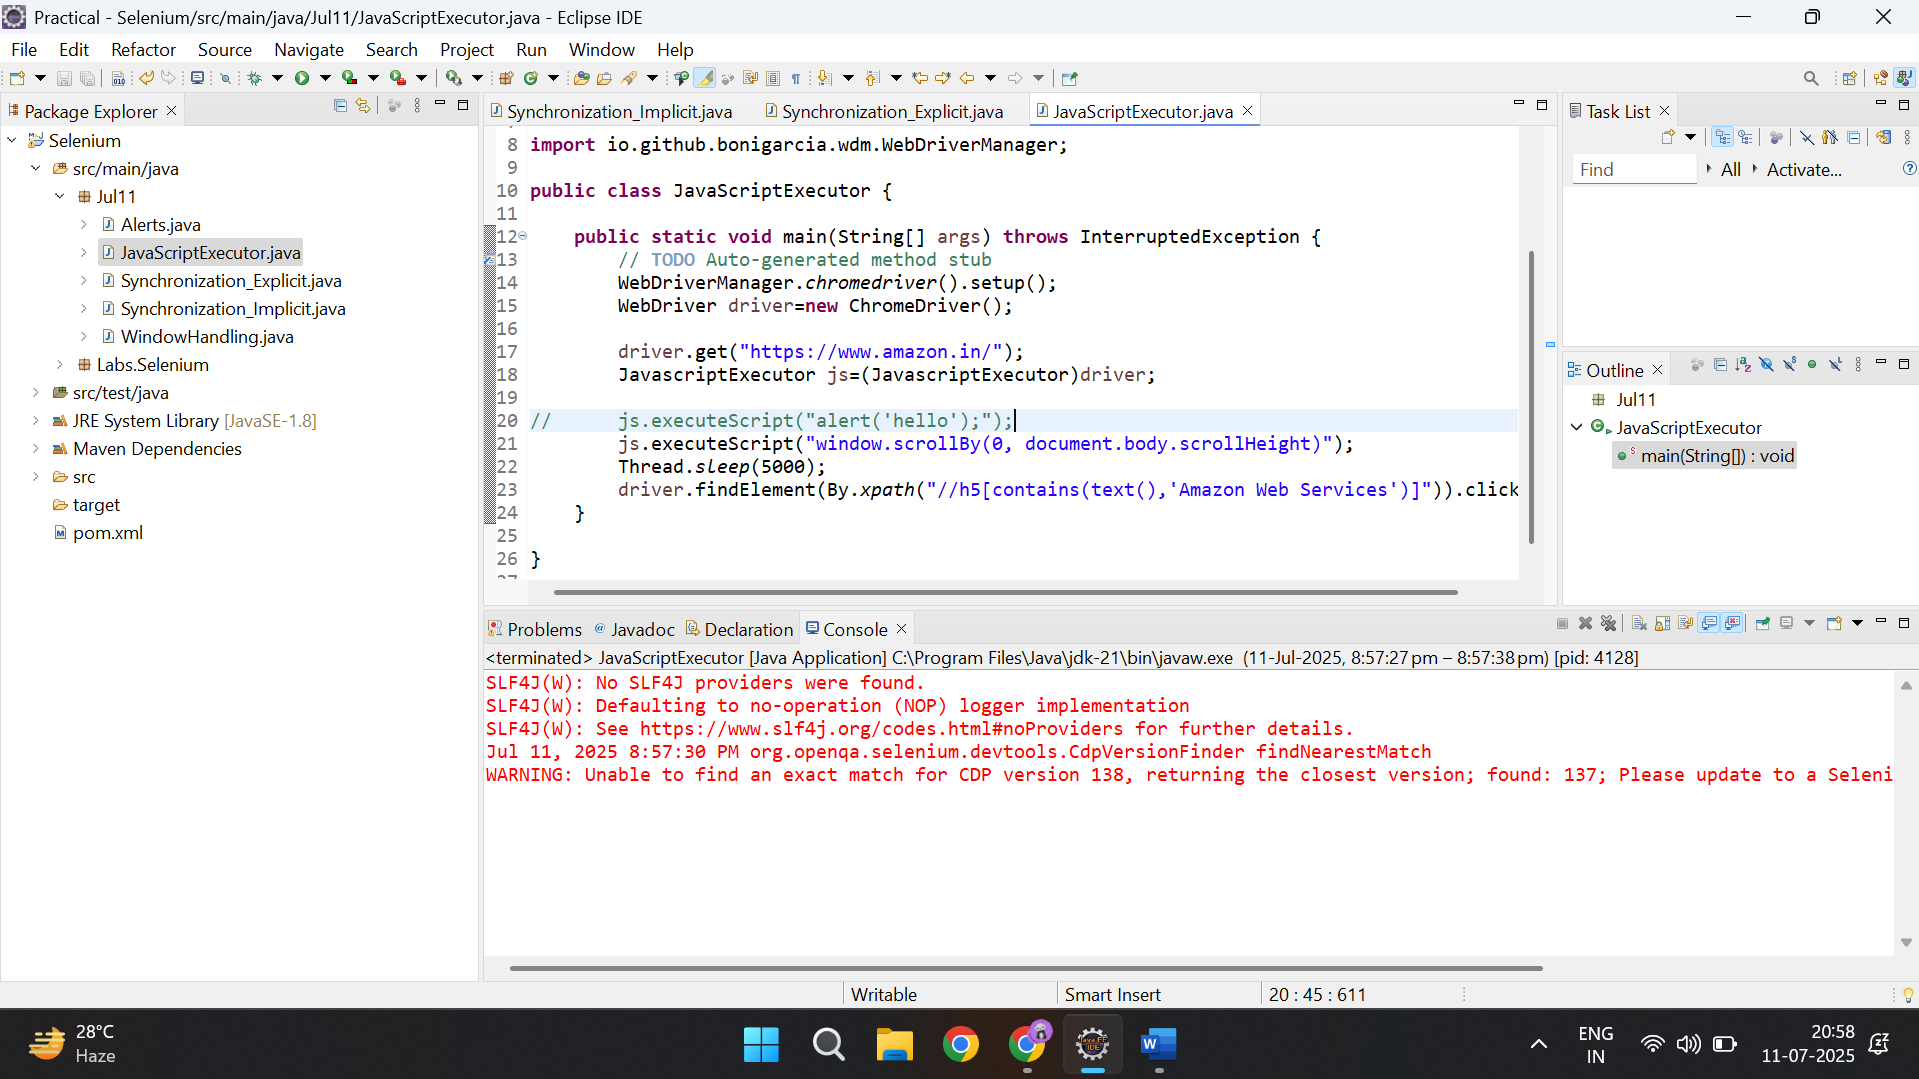 Practical - Selenium/src/main/java/Jul11/JavaScriptExecutor.java - Eclipse IDE
File Edit Refactor Source Navigate Search Project Run Window Help
Package Explorer
Selenium
src/main/java
Jul11
Alerts.java
JavaScriptExecutor.java
Synchronization_Explicit.java
Synchronization_Implicit.java
WindowHandling.java
Labs.Selenium
src/test/java
JRE System Library [JavaSE-1.8]
Maven Dependencies
src
target
pom.xml
Synchronization_Implicit.java Synchronization_Explicit.java JavaScriptExecutor.java
8 import io.github.bonigarcia.wdm.WebDriverManager;
9
10 public class JavaScriptExecutor {
11
12 public static void main(String[] args) throws InterruptedException {
13 // TODO Auto-generated method stub
14 WebDriverManager.chromedriver().setup();
15 WebDriver driver=new ChromeDriver();
16
17 driver.get("https://www.amazon.in/");
18 JavascriptExecutor js=(JavascriptExecutor)driver;
19
20 // js.executeScript("alert('hello');");
21 js.executeScript("window.scrollBy(0, document.body.scrollHeight)");
22 Thread.sleep(5000);
23 driver.findElement(By.xpath("//h5[contains(text(),'Amazon Web Services')]")).click
24 }
25
26 }
Task List
Find All Activate...
Outline
Jul11
JavaScriptExecutor
main(String[]) : void
Problems Javadoc Declaration Console
<terminated> JavaScriptExecutor [Java Application] C:\Program Files\Java\jdk-21\bin\javaw.exe (11-Jul-2025, 8:57:27 pm – 8:57:38 pm) [pid: 4128]
SLF4J(W): No SLF4J providers were found.
SLF4J(W): Defaulting to no-operation (NOP) logger implementation
SLF4J(W): See https://www.slf4j.org/codes.html#noProviders for further details.
Jul 11, 2025 8:57:30 PM org.openqa.selenium.devtools.CdpVersionFinder findNearestMatch
WARNING: Unable to find an exact match for CDP version 138, returning the closest version; found: 137; Please update to a Seleni
Writable Smart Insert 20 : 45 : 611
28°C
Haze
ENG
IN
20:58
11-07-2025